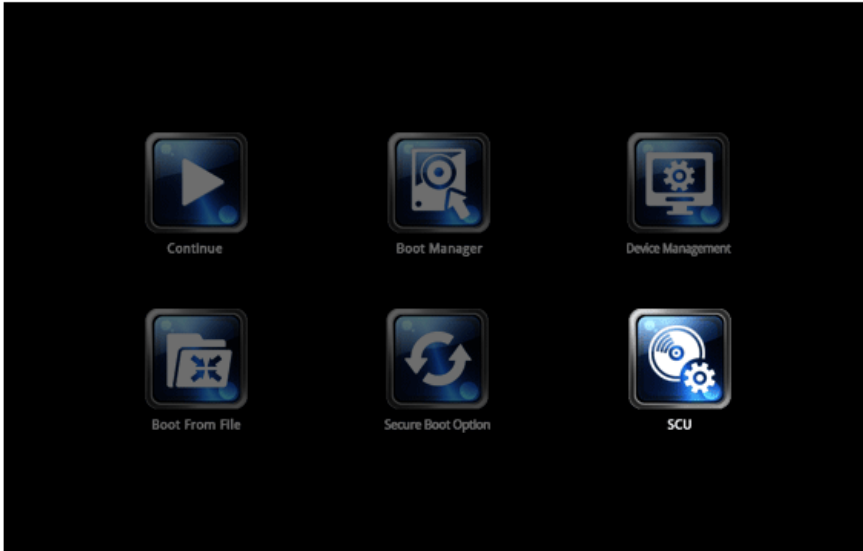 Continue
Boot Manager
Device Management
Boot From File
Secure Boot Option
SCU